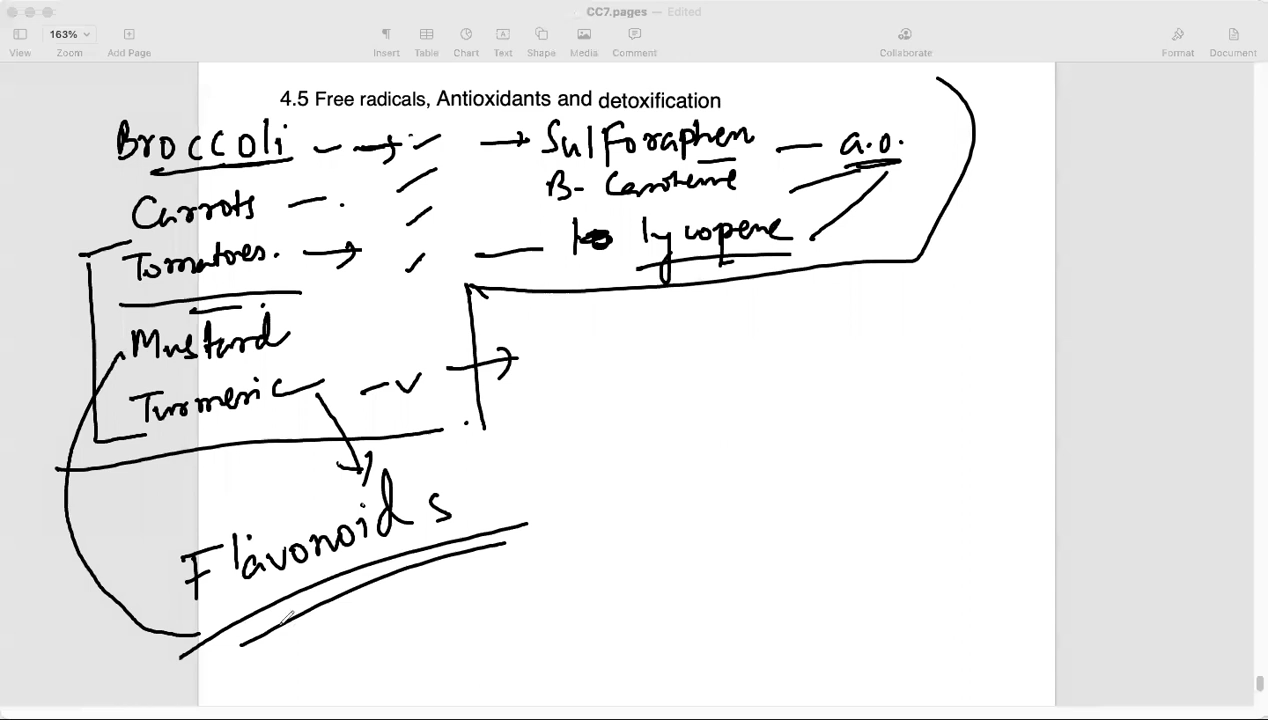 CC7.pages — Edited
163%
View Zoom Add Page Insert Table Chart Text Shape Media Comment Collaborate Format Document
4.5 Free radicals, Antioxidants and detoxification
Broccoli → Sulforaphen — a.o.
Carrots B- Carotene
Tomatoes. → lycopene
Mustard
Turmeric →
Flavonoids